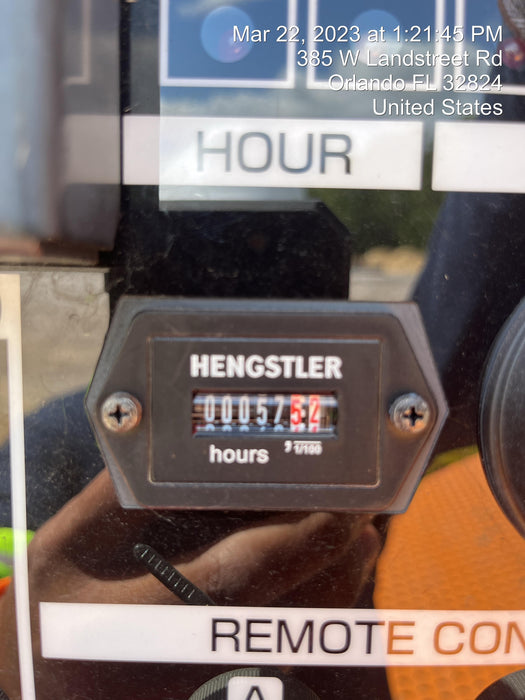 Mar 22, 2023 at 1:21:45 PM
385 W Landstreet Rd
Orlando FL 32824
United States
HOUR
HENGSTLER
0005752
hours 1/100
REMOTE CON
A